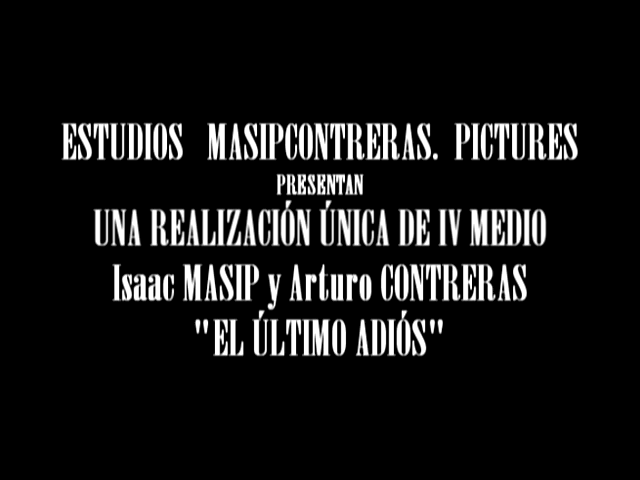 ESTUDIOS MASIPCONTRERAS. PICTURES
PRESENTAN
UNA REALIZACIÓN ÚNICA DE IV MEDIO
Isaac MASIP y Arturo CONTRERAS
"EL ÚLTIMO ADIÓS"